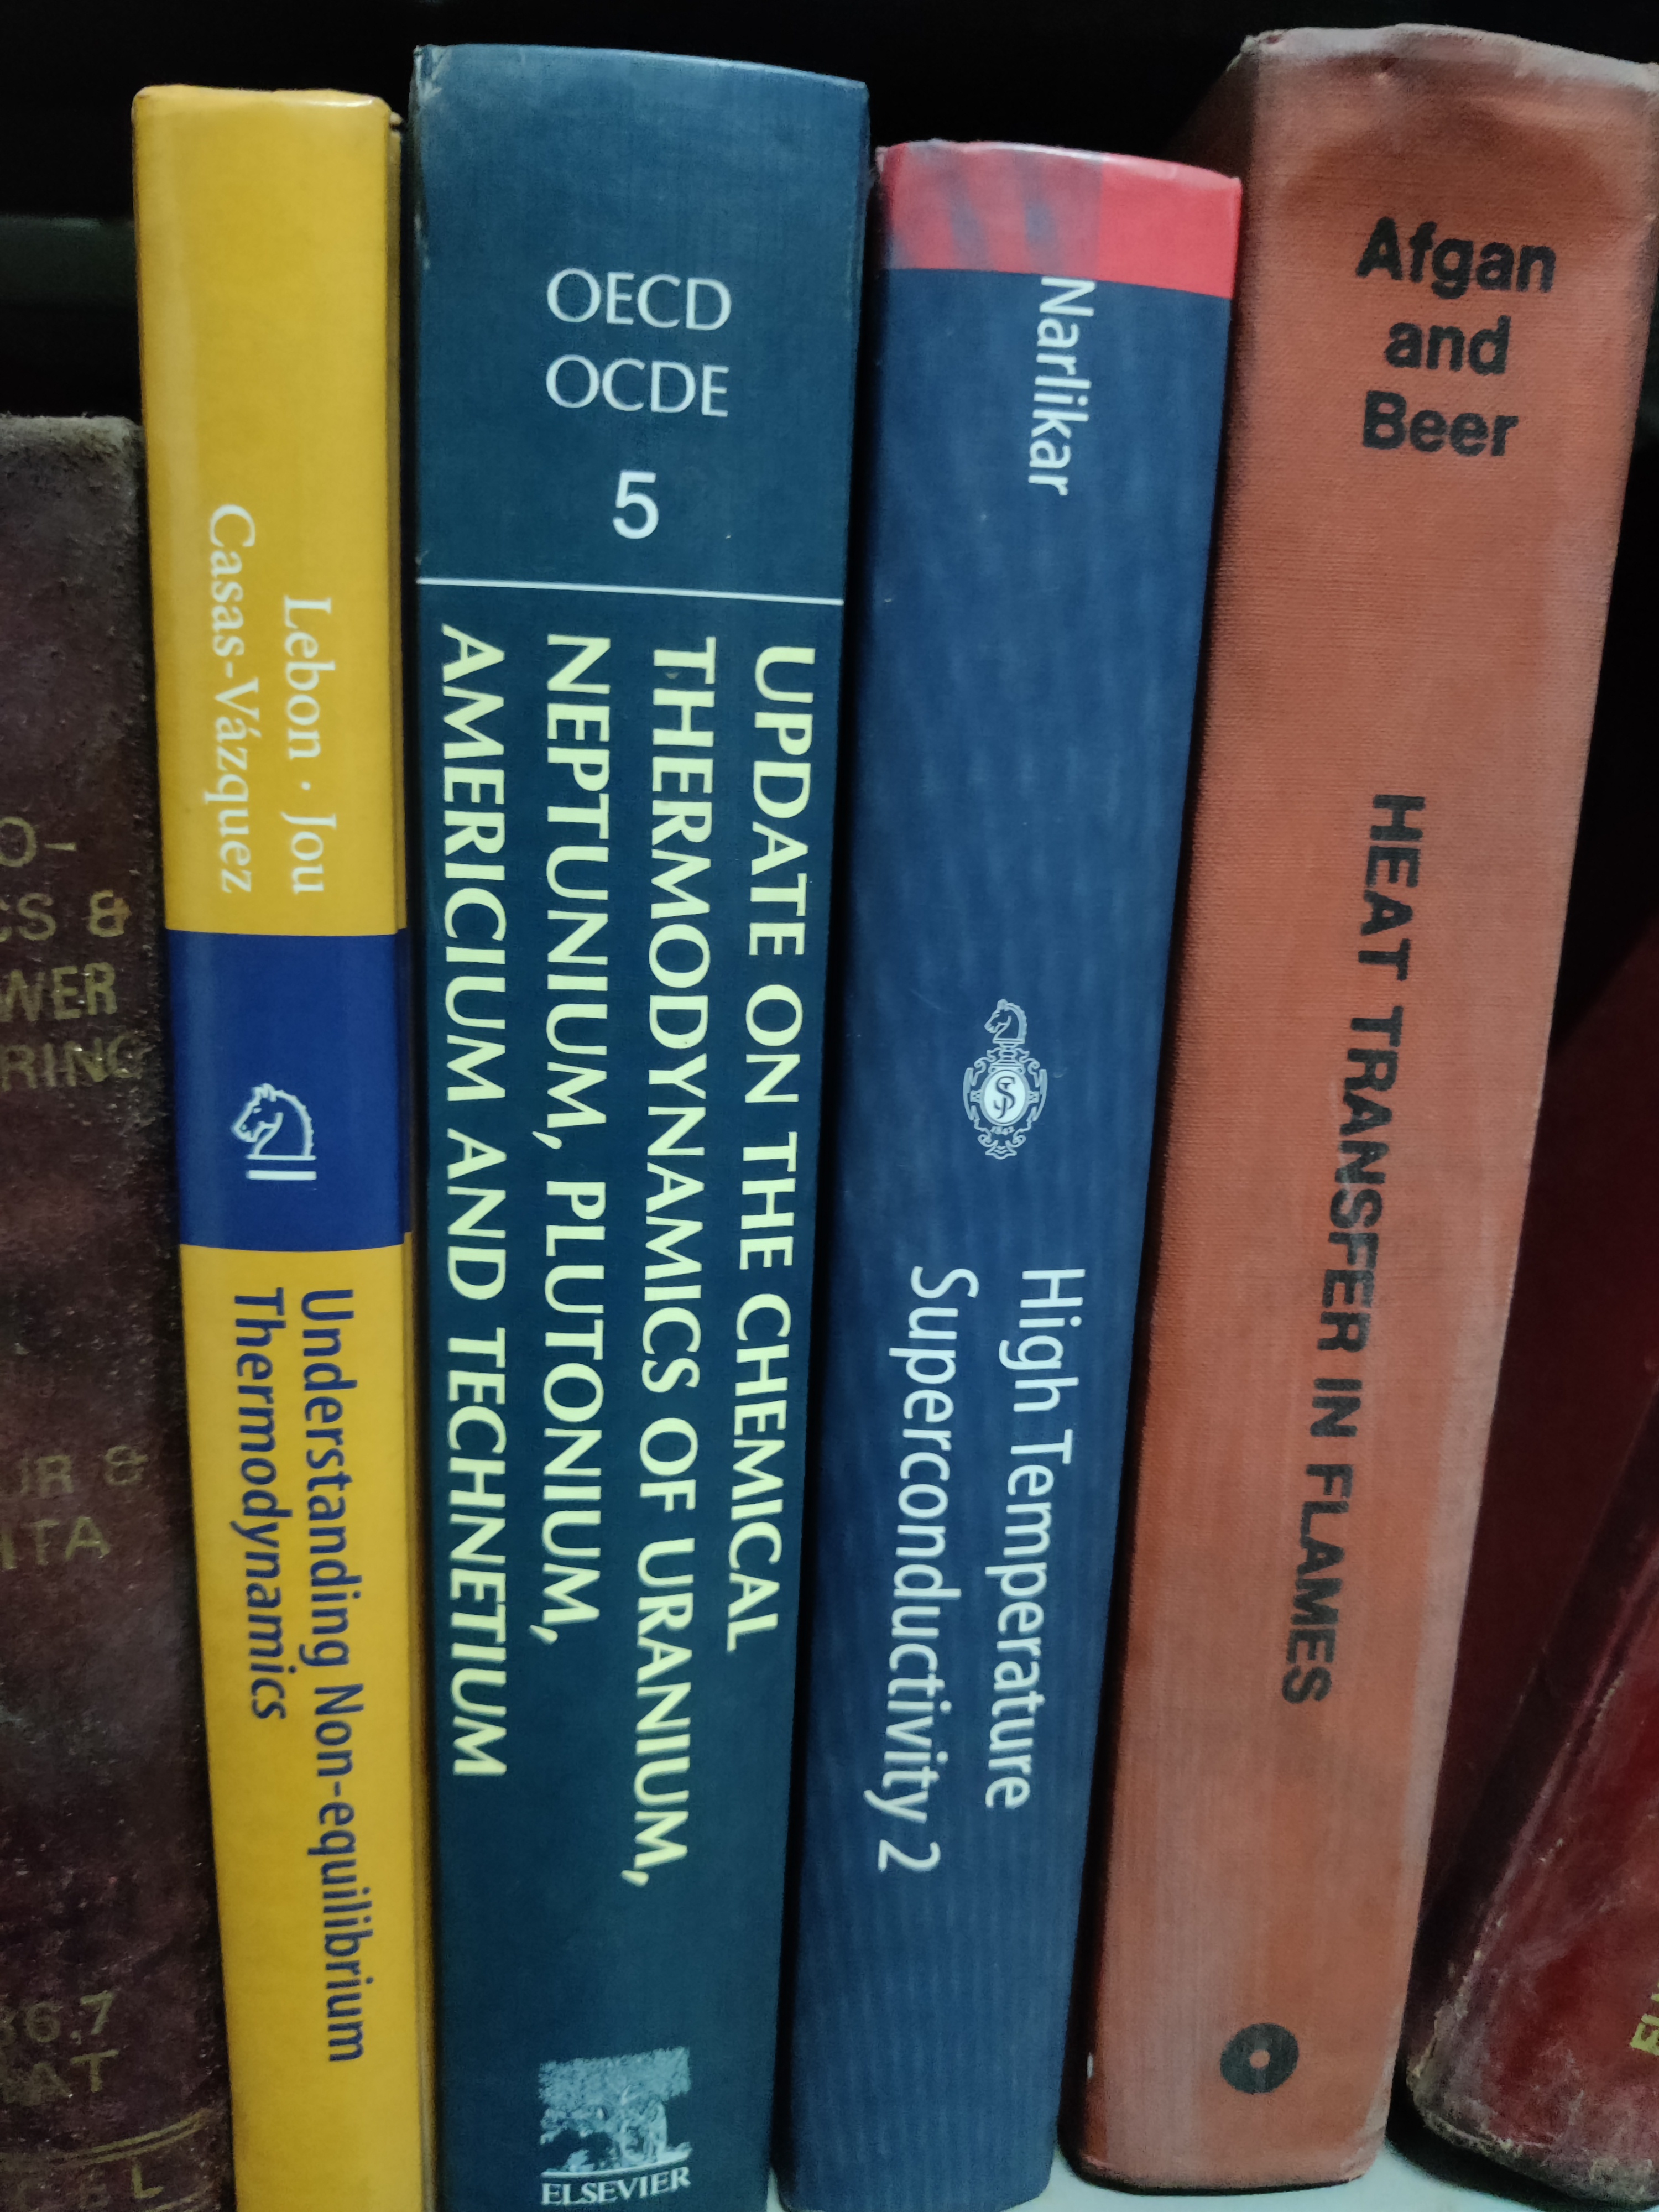 & 
Lebon · Jou
Casas-Vázquez
Understanding Non-equilibrium
Thermodynamics
OECD
OCDE
5
UPDATE ON THE CHEMICAL
THERMODYNAMICS OF URANIUM,
NEPTUNIUM, PLUTONIUM,
AMERICIUM AND TECHNETIUM
ELSEVIER
Narlikar
High Temperature
Superconductivity 2
Afgan
and
Beer
HEAT TRANSFER IN FLAMES